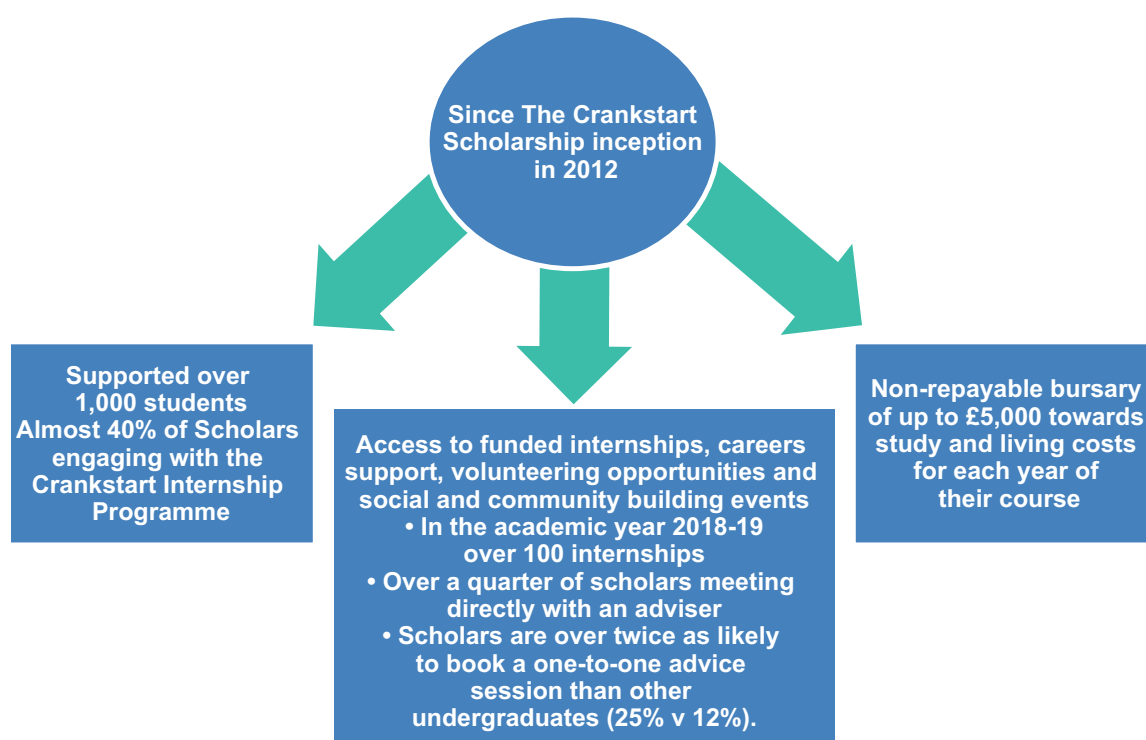 Since The Crankstart
Scholarship inception
in 2012
Supported over
1,000 students
Almost 40% of Scholars
engaging with the
Crankstart Internship
Programme
Access to funded internships, careers
support, volunteering opportunities and
social and community building events
• In the academic year 2018-19
over 100 internships
• Over a quarter of scholars meeting
directly with an adviser
• Scholars are over twice as likely
to book a one-to-one advice
session than other
undergraduates (25% v 12%).
Non-repayable bursary
of up to £5,000 towards
study and living costs
for each year of
their course